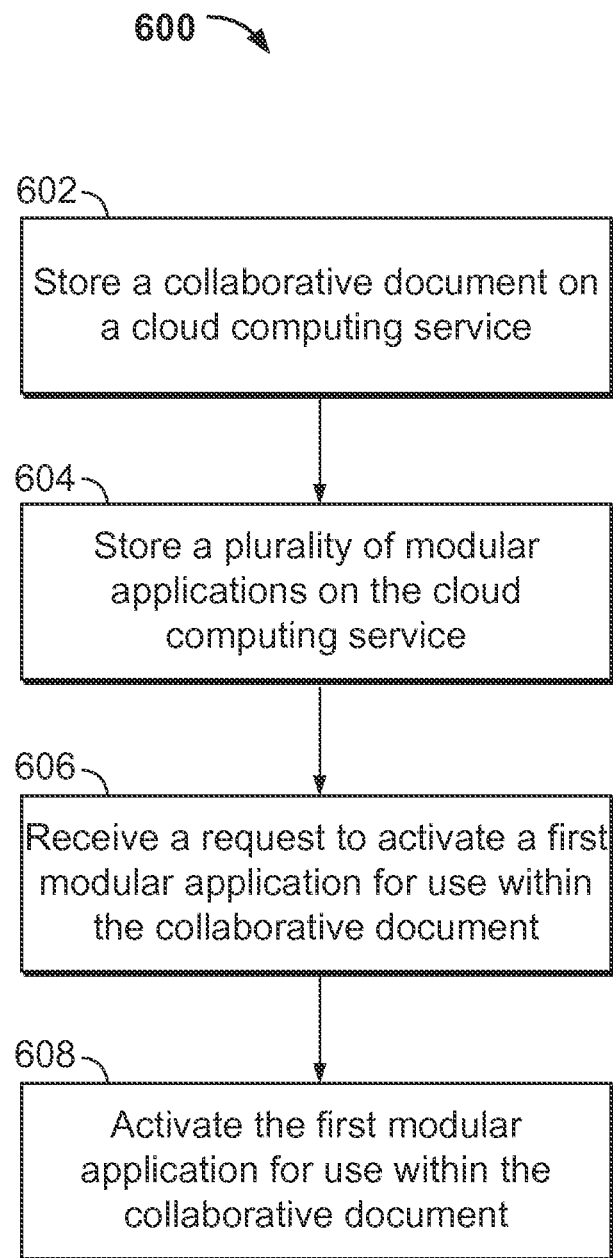 600
602
Store a collaborative document on
a cloud computing service
604
Store a plurality of modular
applications on the cloud
computing service
606
Receive a request to activate a first
modular application for use within
the collaborative document
608
Activate the first modular
application for use within the
collaborative document